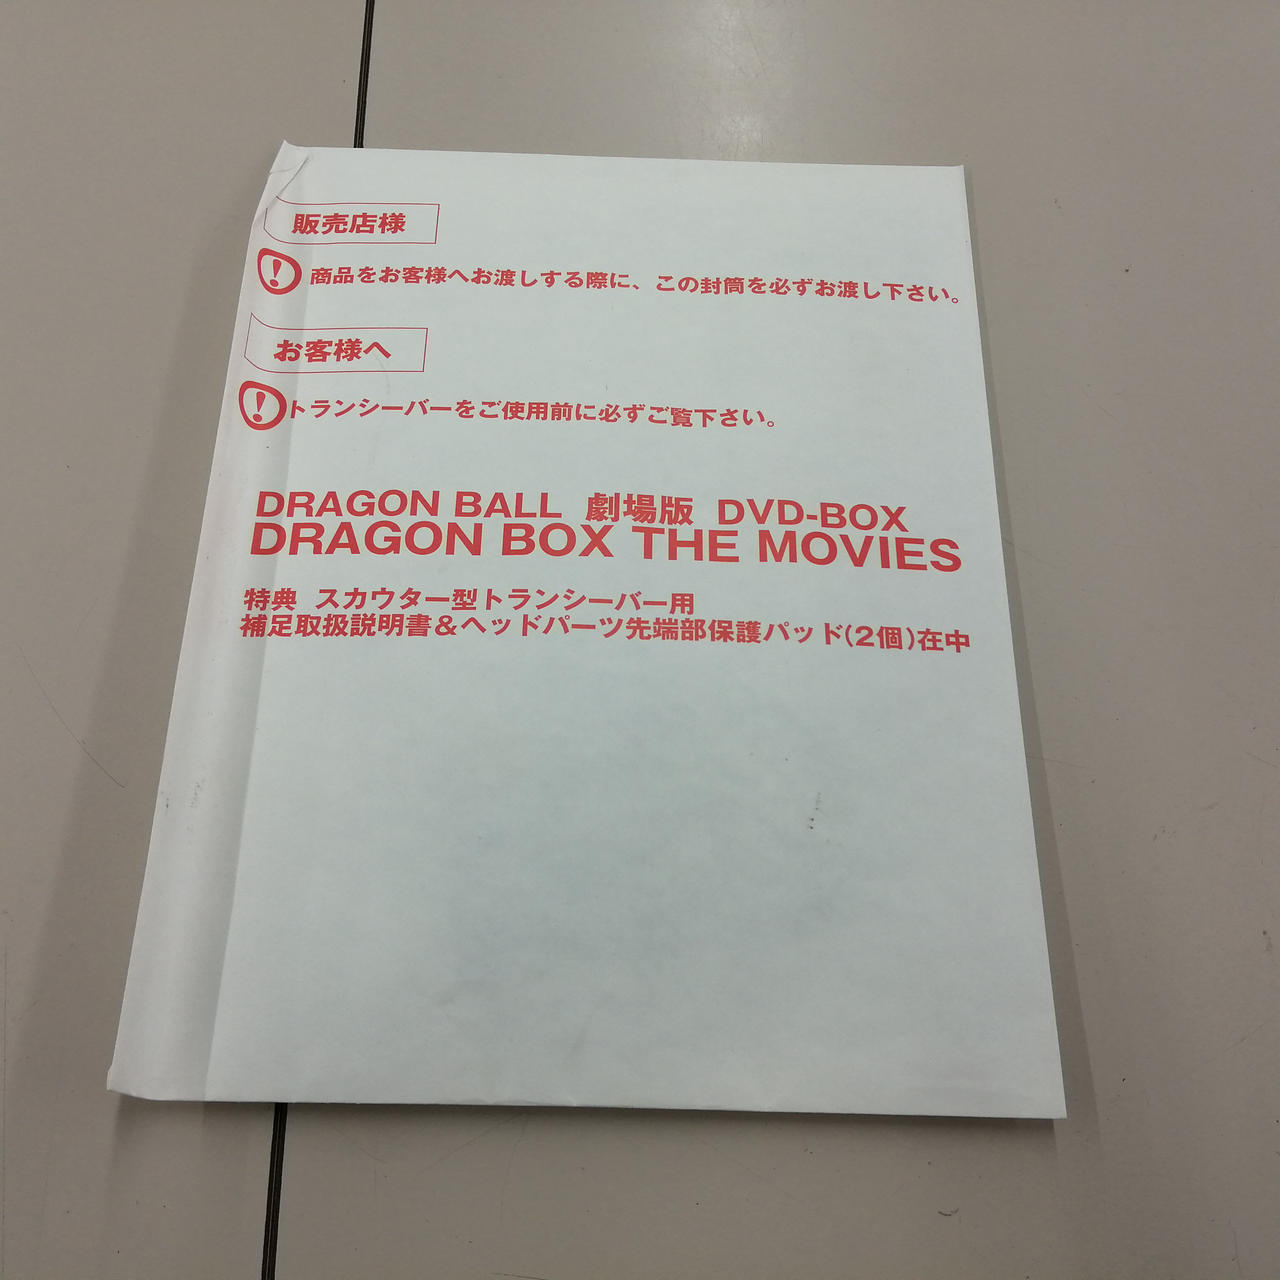 販売店様
! 商品をお客様へお渡しする際に、この封筒を必ずお渡し下さい。
お客様へ
! トランシーバーをご使用前に必ずご覧下さい。
DRAGON BALL 劇場版 DVD-BOX
DRAGON BOX THE MOVIES
特典 スカウター型トランシーバー用
補足取扱説明書&ヘッドパーツ先端部保護パッド(2個)在中